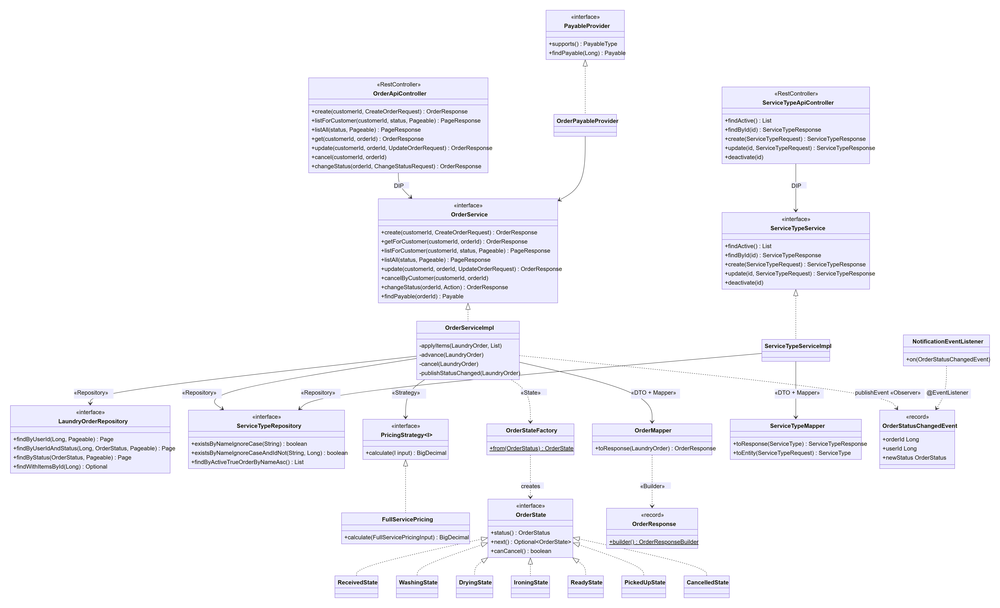 «interface»
PayableProvider
+supports() : PayableType
+findPayable(Long) : Payable
«RestController»
OrderApiController
+create(customerId, CreateOrderRequest) : OrderResponse
+listForCustomer(customerId, status, Pageable) : PageResponse
+listAll(status, Pageable) : PageResponse
+get(customerId, orderId) : OrderResponse
+update(customerId, orderId, UpdateOrderRequest) : OrderResponse
+cancel(customerId, orderId)
+changeStatus(orderId, ChangeStatusRequest) : OrderResponse
OrderPayableProvider
«RestController»
ServiceTypeApiController
+findActive() : List
+findById(id) : ServiceTypeResponse
+create(ServiceTypeRequest) : ServiceTypeResponse
+update(id, ServiceTypeRequest) : ServiceTypeResponse
+deactivate(id)
DIP
DIP
«interface»
OrderService
+create(customerId, CreateOrderRequest) : OrderResponse
+getForCustomer(customerId, orderId) : OrderResponse
+listForCustomer(customerId, status, Pageable) : PageResponse
+listAll(status, Pageable) : PageResponse
+update(customerId, orderId, UpdateOrderRequest) : OrderResponse
+cancelByCustomer(customerId, orderId)
+changeStatus(orderId, Action) : OrderResponse
+findPayable(orderId) : Payable
«interface»
ServiceTypeService
+findActive() : List
+findById(id) : ServiceTypeResponse
+create(ServiceTypeRequest) : ServiceTypeResponse
+update(id, ServiceTypeRequest) : ServiceTypeResponse
+deactivate(id)
OrderServiceImpl
-applyItems(LaundryOrder, List)
-advance(LaundryOrder)
-cancel(LaundryOrder)
-publishStatusChanged(LaundryOrder)
ServiceTypeServiceImpl
NotificationEventListener
+on(OrderStatusChangedEvent)
«Repository»
«Repository»
«Repository»
«Strategy»
«State»
«DTO + Mapper»
«DTO + Mapper»
publishEvent «Observer»
@EventListener
«interface»
LaundryOrderRepository
+findByUserId(Long, Pageable) : Page
+findByUserIdAndStatus(Long, OrderStatus, Pageable) : Page
+findByStatus(OrderStatus, Pageable) : Page
+findWithItemsById(Long) : Optional
«interface»
ServiceTypeRepository
+existsByNameIgnoreCase(String) : boolean
+existsByNameIgnoreCaseAndIdNot(String, Long) : boolean
+findByActiveTrueOrderByNameAsc() : List
«interface»
PricingStrategy<I>
+calculate(I input) : BigDecimal
OrderStateFactory
+from(OrderStatus) : OrderState
OrderMapper
+toResponse(LaundryOrder) : OrderResponse
ServiceTypeMapper
+toResponse(ServiceType) : ServiceTypeResponse
+toEntity(ServiceTypeRequest) : ServiceType
«record»
OrderStatusChangedEvent
+orderId Long
+userId Long
+newStatus OrderStatus
creates
«Builder»
FullServicePricing
+calculate(FullServicePricingInput) : BigDecimal
«interface»
OrderState
+status() : OrderStatus
+next() : Optional<OrderState>
+canCancel() : boolean
«record»
OrderResponse
+builder() : OrderResponseBuilder
ReceivedState
WashingState
DryingState
IroningState
ReadyState
PickedUpState
CancelledState